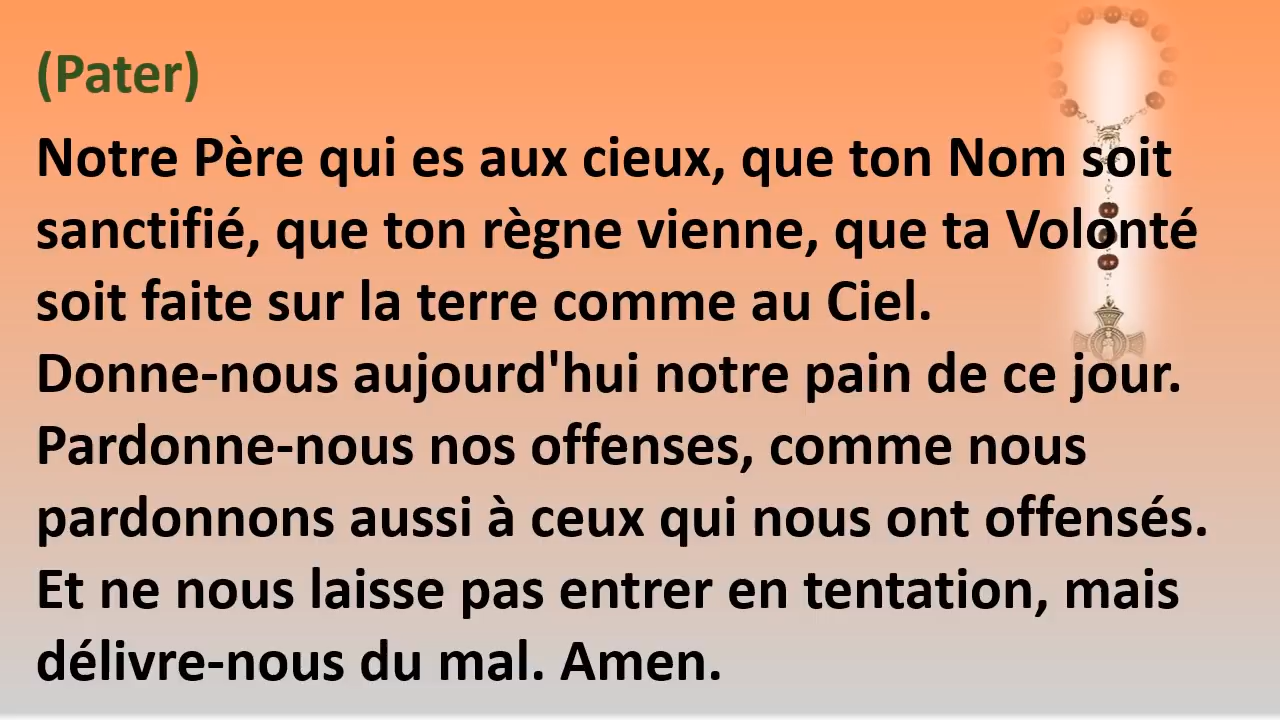 (Pater)
Notre Père qui es aux cieux, que ton Nom soit
sanctifié, que ton règne vienne, que ta Volonté
soit faite sur la terre comme au Ciel.
Donne-nous aujourd'hui notre pain de ce jour.
Pardonne-nous nos offenses, comme nous
pardonnons aussi à ceux qui nous ont offensés.
Et ne nous laisse pas entrer en tentation, mais
délivre-nous du mal. Amen.